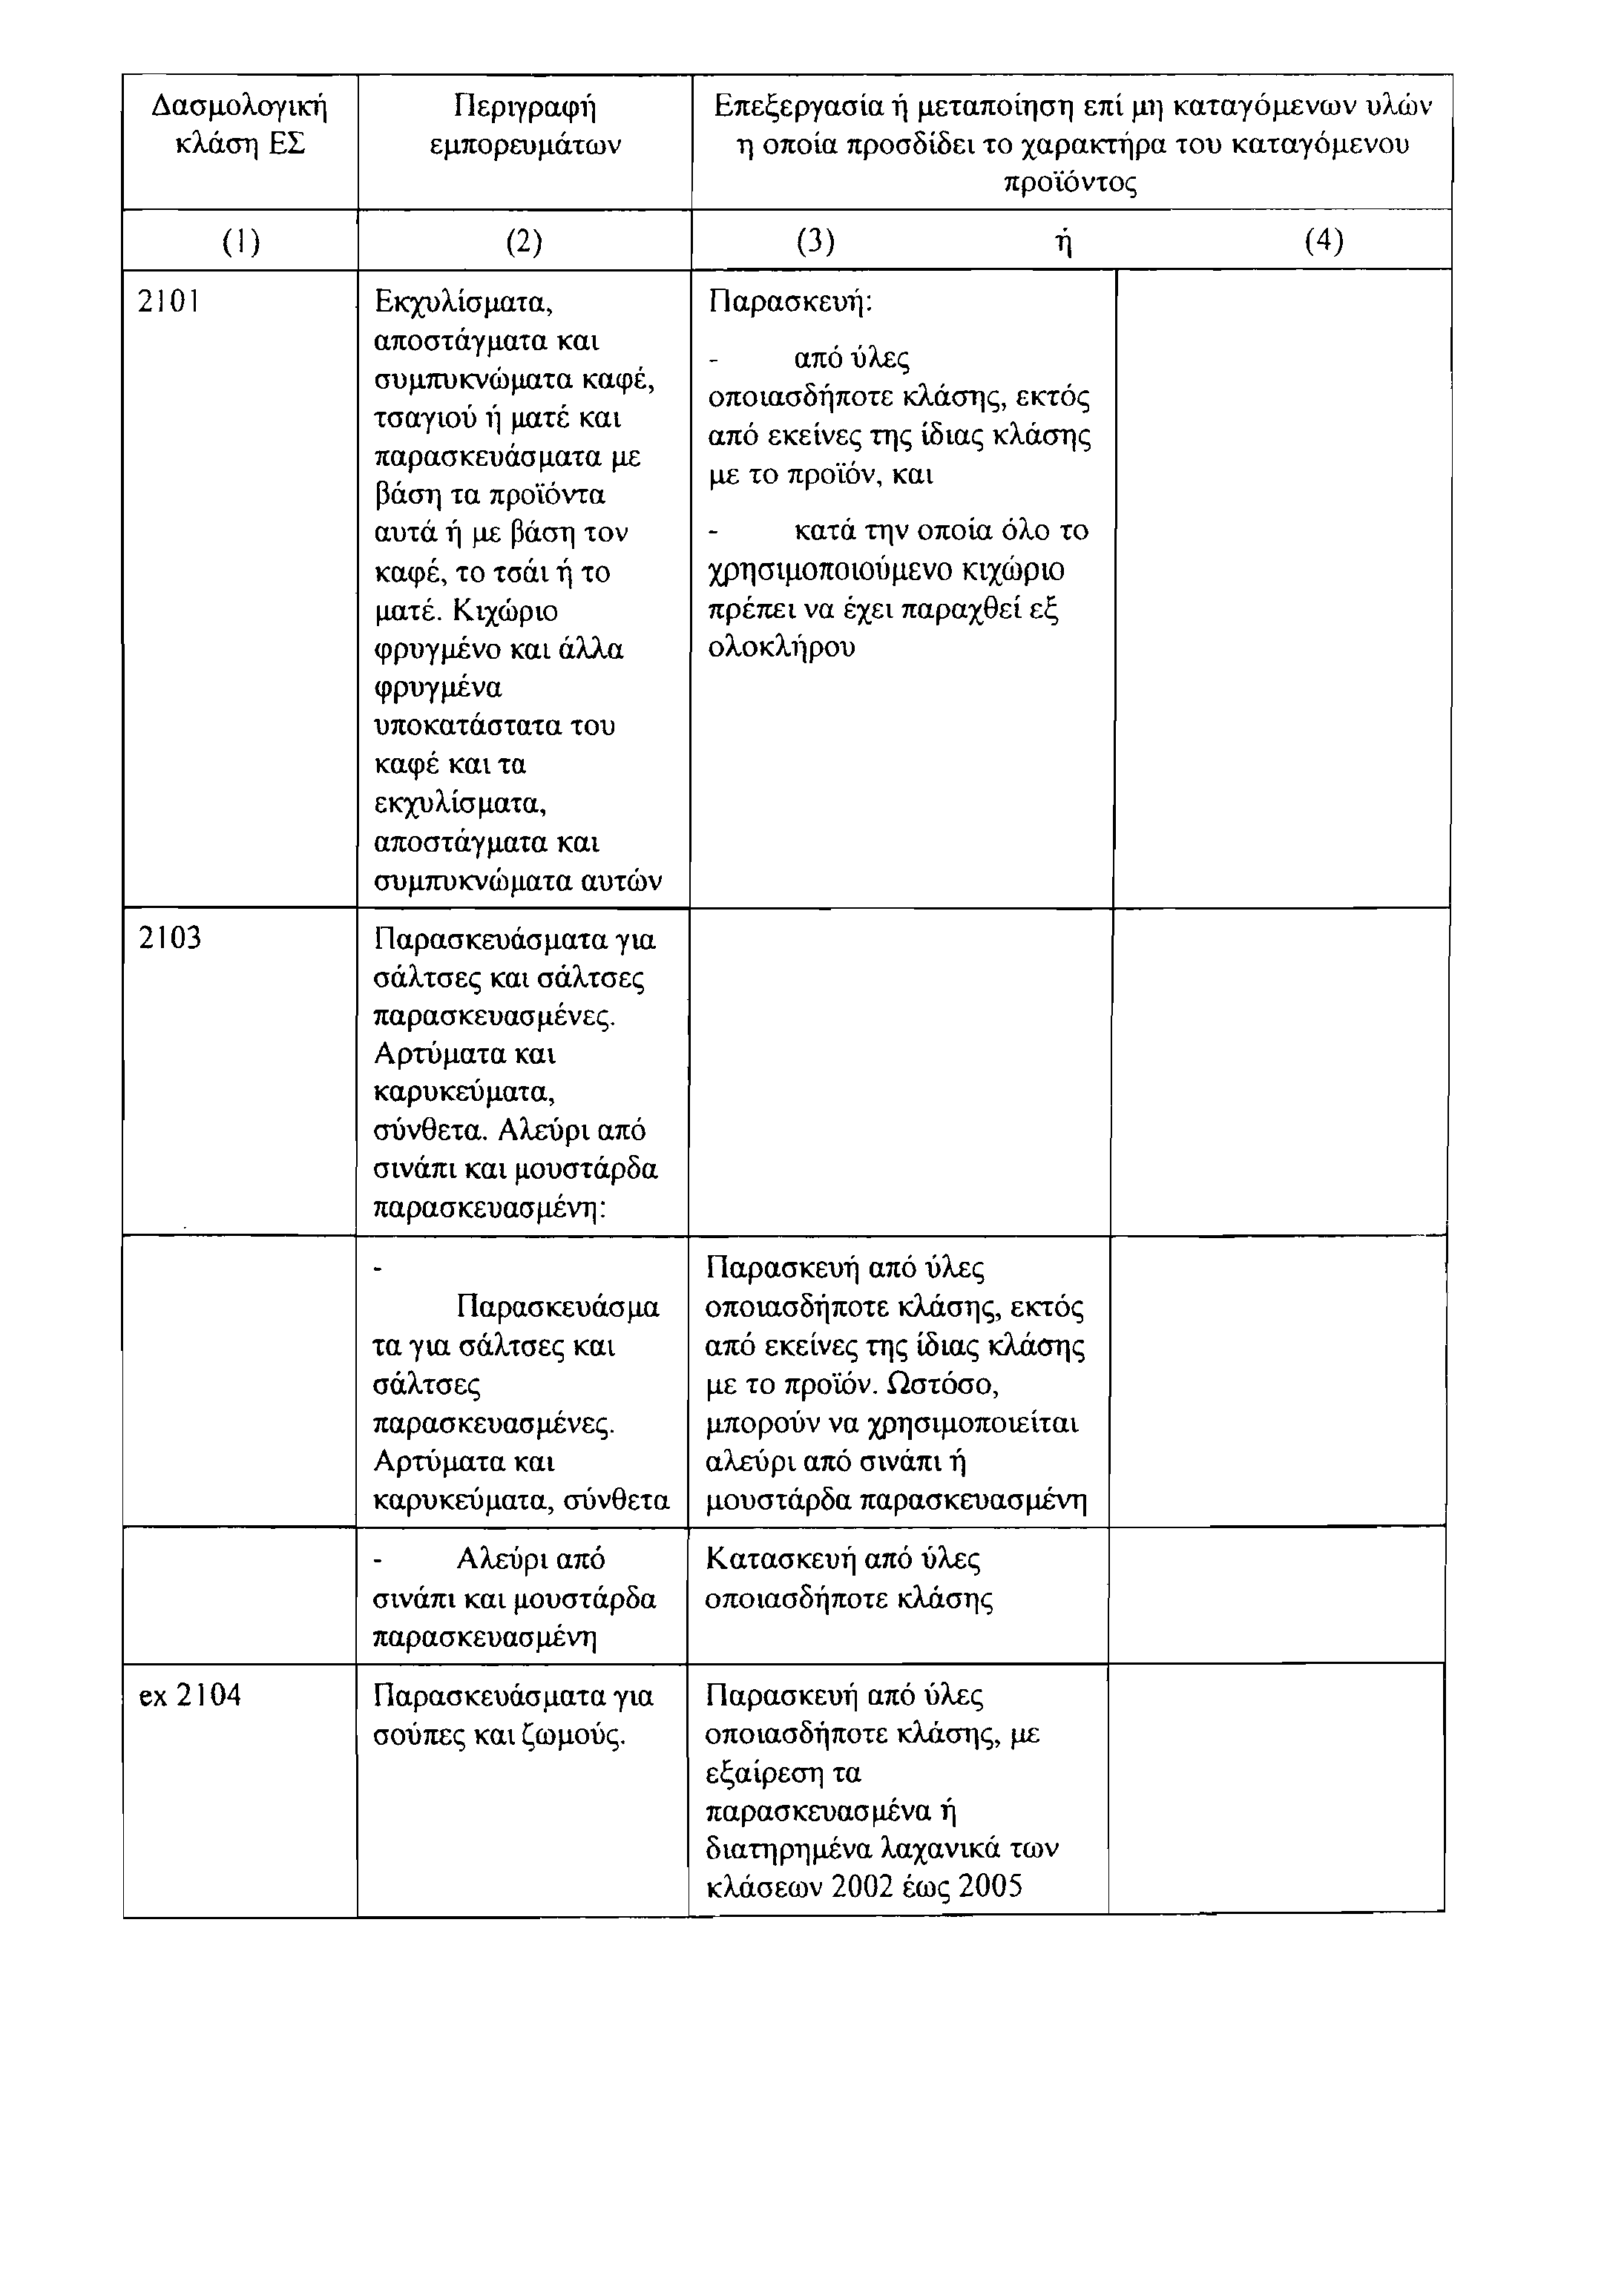 Δασμολογική
κλάση ΕΣ
Περιγραφή
εμπορευμάτων
Επεξεργασία ή μεταποίηση επί μη καταγόμενων υλών
η οποία προσδίδει το χαρακτήρα του καταγόμενου
προϊόντος
(1)
(2)
(3) ή (4)
2101
Εκχυλίσματα,
αποστάγματα και
συμπυκνώματα καφέ,
τσαγιού ή ματέ και
παρασκευάσματα με
βάση τα προϊόντα
αυτά ή με βάση τον
καφέ, το τσάι ή το
ματέ. Κιχώριο
φρυγμένο και άλλα
φρυγμένα
υποκατάστατα του
καφέ και τα
εκχυλίσματα,
αποστάγματα και
συμπυκνώματα αυτών
Παρασκευή:
- από ύλες
οποιασδήποτε κλάσης, εκτός
από εκείνες της ίδιας κλάσης
με το προϊόν, και
- κατά την οποία όλο το
χρησιμοποιούμενο κιχώριο
πρέπει να έχει παραχθεί εξ
ολοκλήρου
2103
Παρασκευάσματα για
σάλτσες και σάλτσες
παρασκευασμένες.
Αρτύματα και
καρυκεύματα,
σύνθετα. Αλεύρι από
σινάπι και μουστάρδα
παρασκευασμένη:
-
Παρασκευάσμα
τα για σάλτσες και
σάλτσες
παρασκευασμένες.
Αρτύματα και
καρυκεύματα, σύνθετα
Παρασκευή από ύλες
οποιασδήποτε κλάσης, εκτός
από εκείνες της ίδιας κλάσης
με το προϊόν. Ωστόσο,
μπορούν να χρησιμοποιείται
αλεύρι από σινάπι ή
μουστάρδα παρασκευασμένη
- Αλεύρι από
σινάπι και μουστάρδα
παρασκευασμένη
Κατασκευή από ύλες
οποιασδήποτε κλάσης
ex 2104
Παρασκευάσματα για
σούπες και ζωμούς.
Παρασκευή από ύλες
οποιασδήποτε κλάσης, με
εξαίρεση τα
παρασκευασμένα ή
διατηρημένα λαχανικά των
κλάσεων 2002 έως 2005